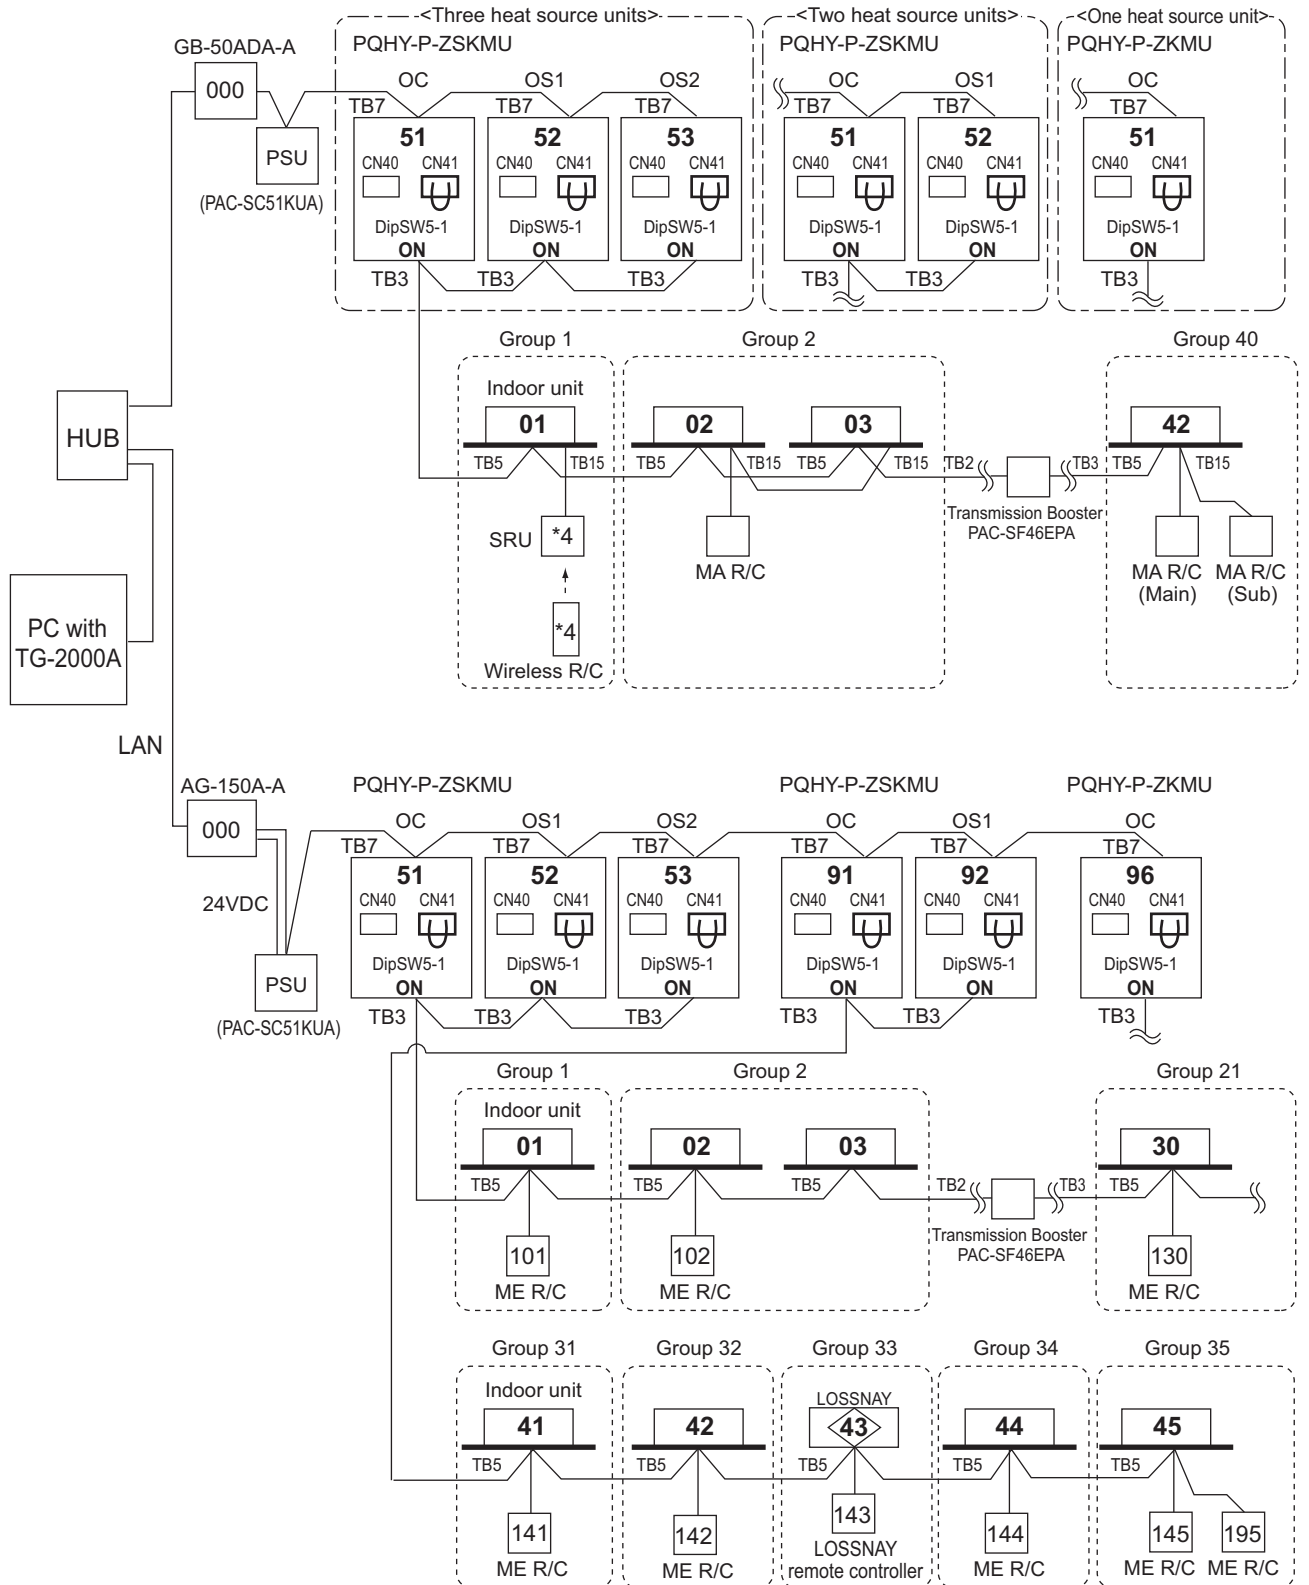 <Three heat source units> <Two heat source units> <One heat source unit>
GB-50ADA-A PQHY-P-ZSKMU PQHY-P-ZSKMU PQHY-P-ZKMU
000 OC OS1 OS2 OC OS1 OC
TB7 TB7 TB7 TB7 TB7 TB7
PSU 51 52 53 51 52 51
CN40 CN41 CN40 CN41 CN40 CN41 CN40 CN41 CN40 CN41 CN40 CN41
(PAC-SC51KUA)
DipSW5-1 DipSW5-1 DipSW5-1 DipSW5-1 DipSW5-1 DipSW5-1
ON ON ON ON ON ON
TB3 TB3 TB3 TB3 TB3 TB3
Group 1 Group 2 Group 40
Indoor unit
HUB 01 02 03 42
TB5 TB15 TB5 TB15 TB5 TB15 TB2 TB3 TB5 TB15
Transmission Booster
PAC-SF46EPA
SRU *4
MA R/C MA R/C (Main) MA R/C (Sub)
*4
Wireless R/C
PC with
TG-2000A
LAN
AG-150A-A PQHY-P-ZSKMU PQHY-P-ZSKMU PQHY-P-ZKMU
000 OC OS1 OS2 OC OS1 OC
TB7 TB7 TB7 TB7 TB7 TB7
51 52 53 91 92 96
24VDC CN40 CN41 CN40 CN41 CN40 CN41 CN40 CN41 CN40 CN41 CN40 CN41
PSU DipSW5-1 DipSW5-1 DipSW5-1 DipSW5-1 DipSW5-1 DipSW5-1
ON ON ON ON ON ON
(PAC-SC51KUA) TB3 TB3 TB3 TB3 TB3 TB3
Group 1 Group 2 Group 21
Indoor unit
01 02 03 30
TB5 TB5 TB5 TB2 TB3 TB5
Transmission Booster
PAC-SF46EPA
101 102 130
ME R/C ME R/C ME R/C
Group 31 Group 32 Group 33 Group 34 Group 35
Indoor unit LOSSNAY
41 42 43 44 45
TB5 TB5 TB5 TB5 TB5
141 142 143 144 145 195
ME R/C ME R/C LOSSNAY remote controller ME R/C ME R/C ME R/C